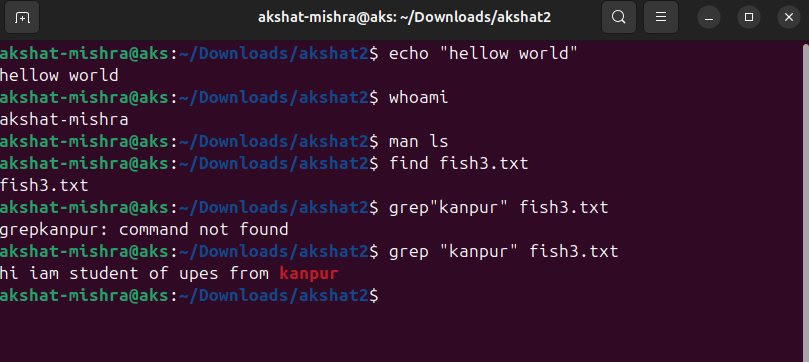 akshat-mishra@aks: ~/Downloads/akshat2
akshat-mishra@aks:~/Downloads/akshat2$ echo "hellow world"
hellow world
akshat-mishra@aks:~/Downloads/akshat2$ whoami
akshat-mishra
akshat-mishra@aks:~/Downloads/akshat2$ man ls
akshat-mishra@aks:~/Downloads/akshat2$ find fish3.txt
fish3.txt
akshat-mishra@aks:~/Downloads/akshat2$ grep"kanpur" fish3.txt
grepkanpur: command not found
akshat-mishra@aks:~/Downloads/akshat2$ grep "kanpur" fish3.txt
hi iam student of upes from kanpur
akshat-mishra@aks:~/Downloads/akshat2$